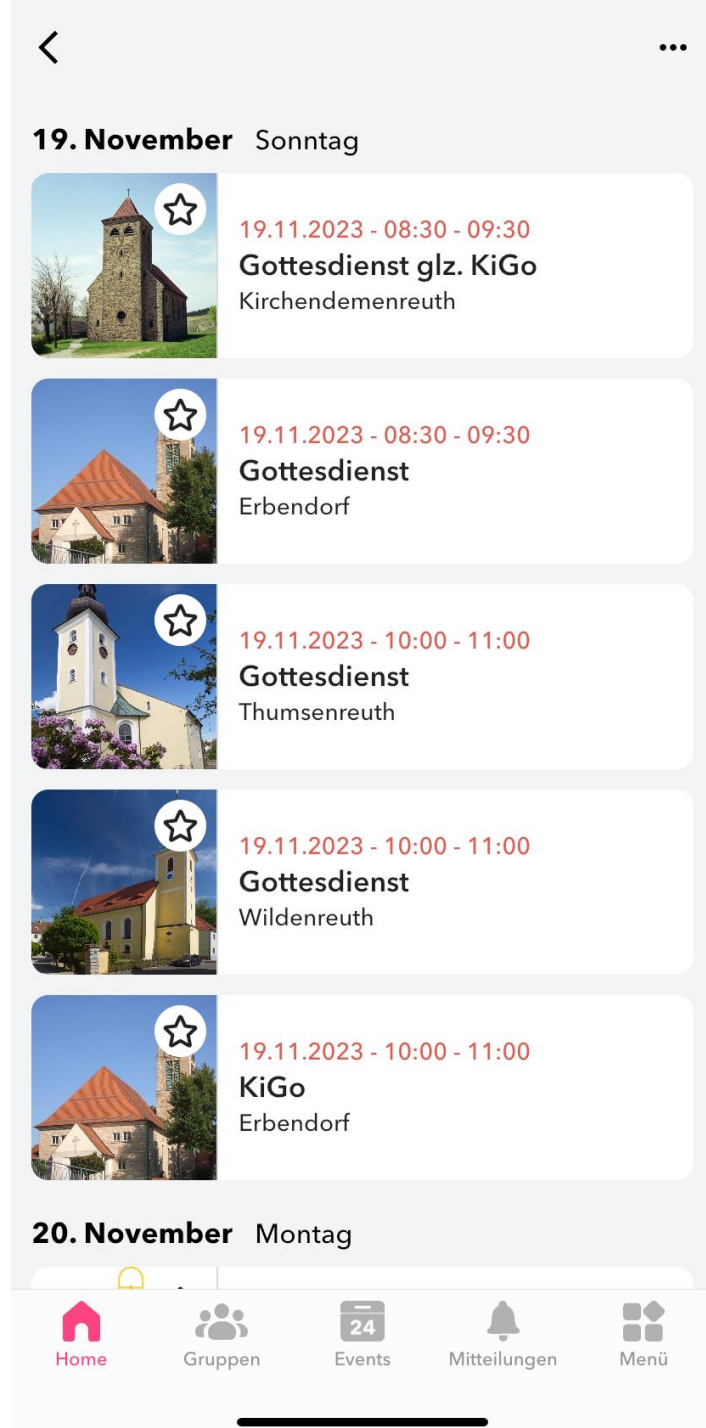 19. November Sonntag
19.11.2023 - 08:30 - 09:30
Gottesdienst glz. KiGo
Kirchendemenreuth
19.11.2023 - 08:30 - 09:30
Gottesdienst
Erbendorf
19.11.2023 - 10:00 - 11:00
Gottesdienst
Thumsenreuth
19.11.2023 - 10:00 - 11:00
Gottesdienst
Wildenreuth
19.11.2023 - 10:00 - 11:00
KiGo
Erbendorf
20. November Montag
24
Home Gruppen Events Mitteilungen Menü